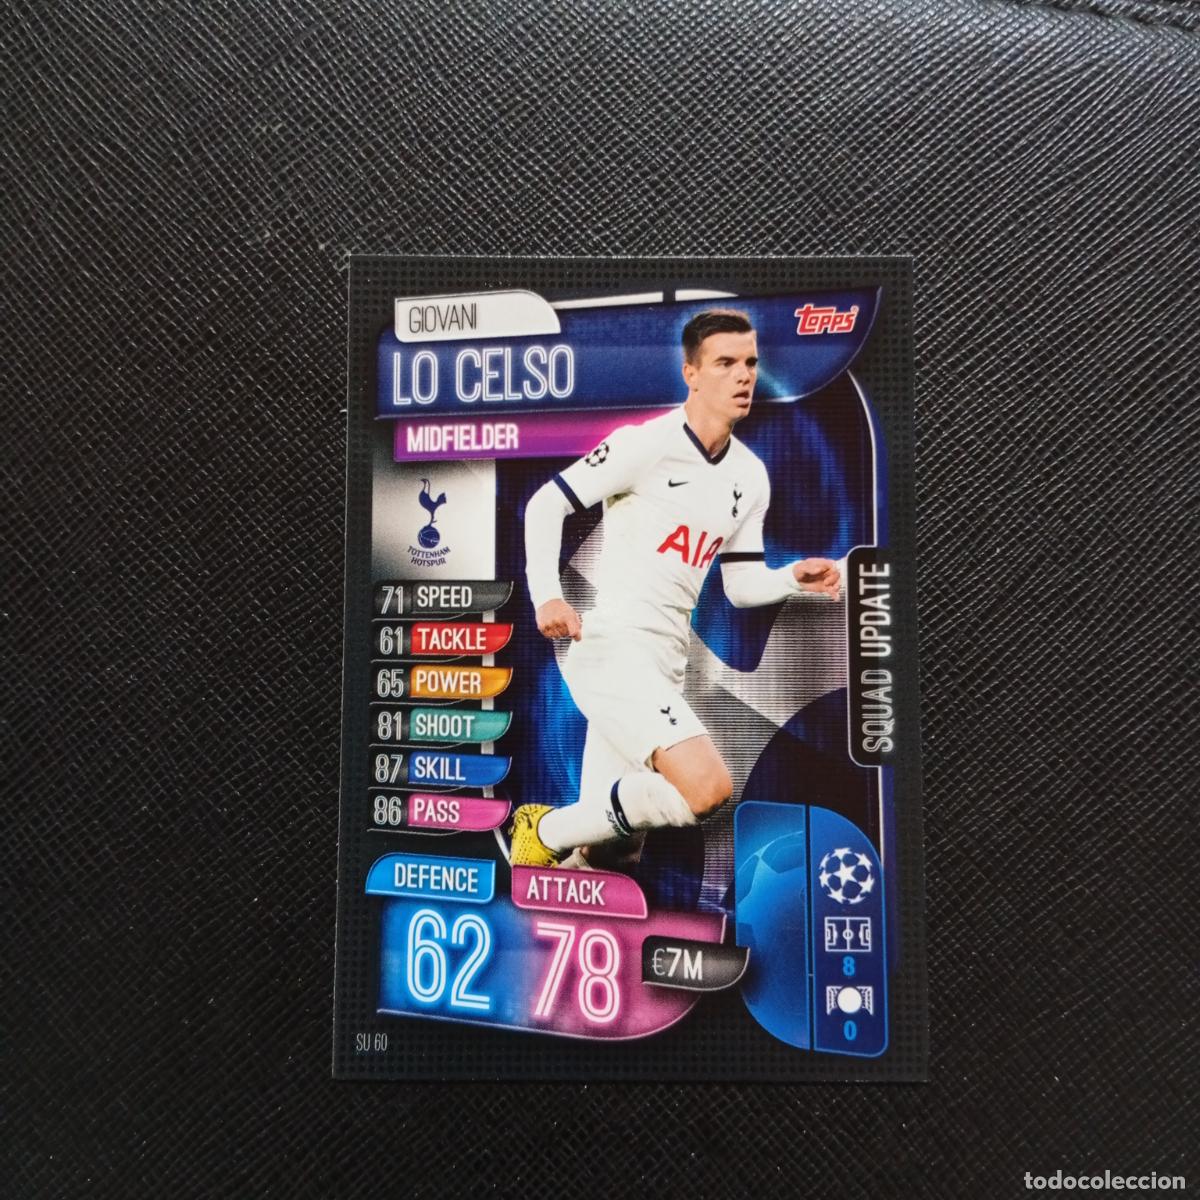 GIOVANI
LO CELSO
topps
MIDFIELDER
TOTTENHAM
HOTSPUR
AIA
71 SPEED
61 TACKLE
65 POWER
81 SHOOT
87 SKILL
86 PASS
SQUAD UPDATE
DEFENCE
62
ATTACK
78
€7M
8
0
SU 60
todocoleccion